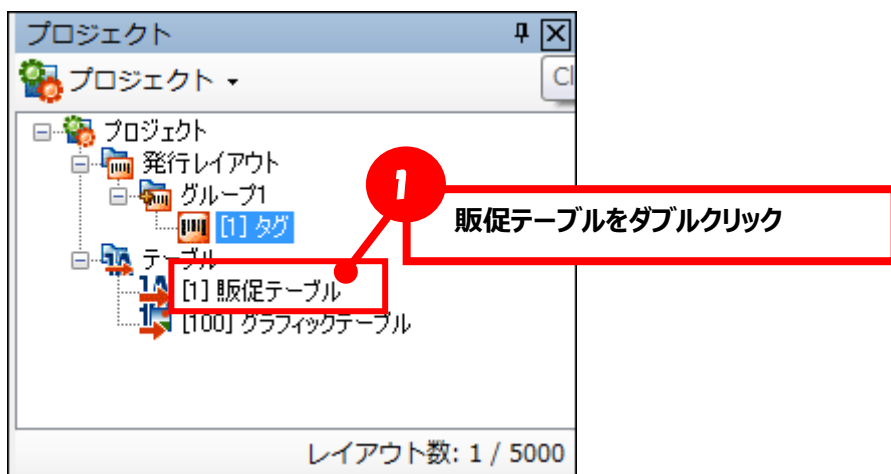 プロジェクト
プロジェクト
Cl
プロジェクト
発行レイアウト
グループ1
[1] タグ
テーブル
[1] 販促テーブル
[100] グラフィックテーブル
1
販促テーブルをダブルクリック
レイアウト数: 1 / 5000